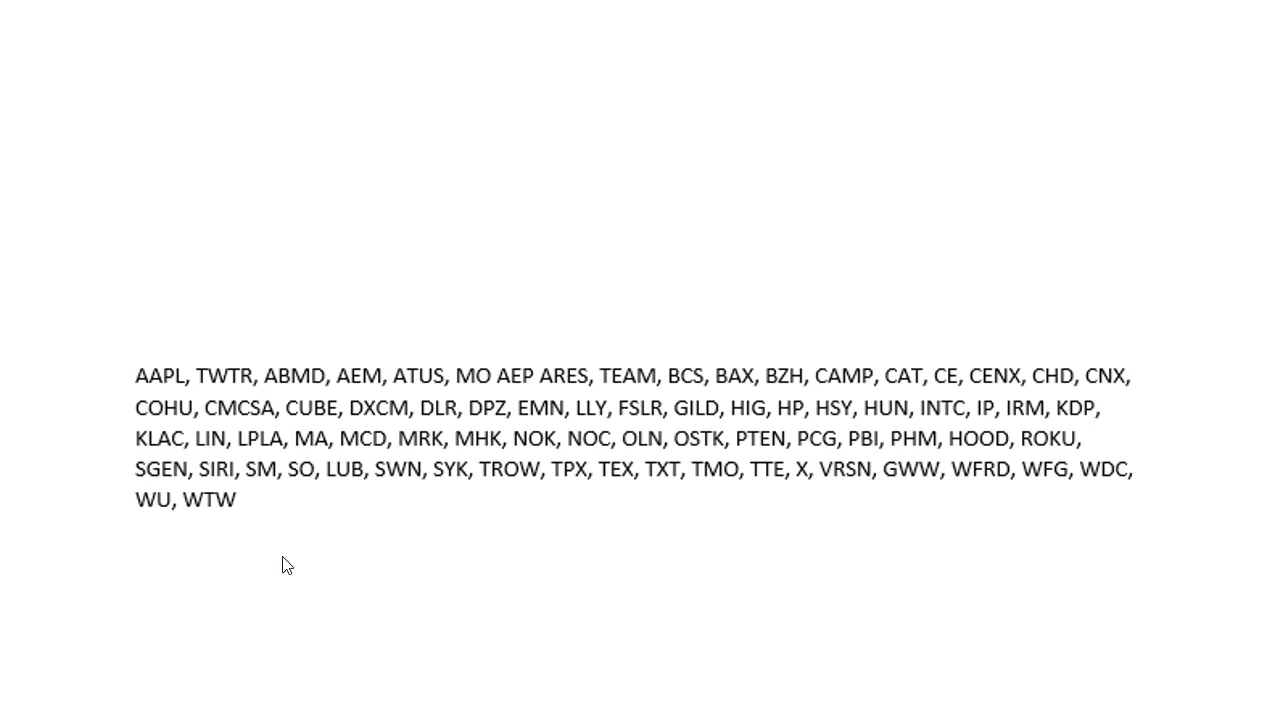 AAPL, TWTR, ABMD, AEM, ATUS, MO AEP ARES, TEAM, BCS, BAX, BZH, CAMP, CAT, CE, CENX, CHD, CNX,
COHU, CMCSA, CUBE, DXCM, DLR, DPZ, EMN, LLY, FSLR, GILD, HIG, HP, HSY, HUN, INTC, IP, IRM, KDP,
KLAC, LIN, LPLA, MA, MCD, MRK, MHK, NOK, NOC, OLN, OSTK, PTEN, PCG, PBI, PHM, HOOD, ROKU,
SGEN, SIRI, SM, SO, LUB, SWN, SYK, TROW, TPX, TEX, TXT, TMO, TTE, X, VRSN, GWW, WFRD, WFG, WDC,
WU, WTW